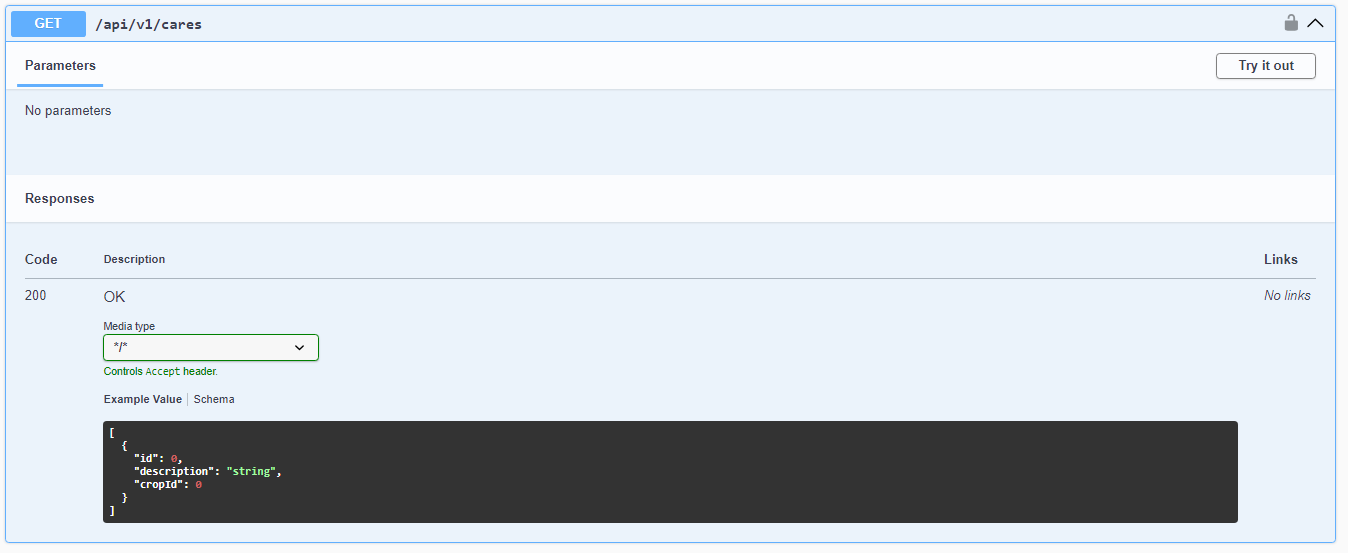 GET /api/v1/cares
Parameters Try it out
No parameters
Responses
Code Description Links
200 OK No links
Media type
*/*
Controls Accept header.
Example Value Schema
[
  {
    "id": 0,
    "description": "string",
    "cropId": 0
  }
]